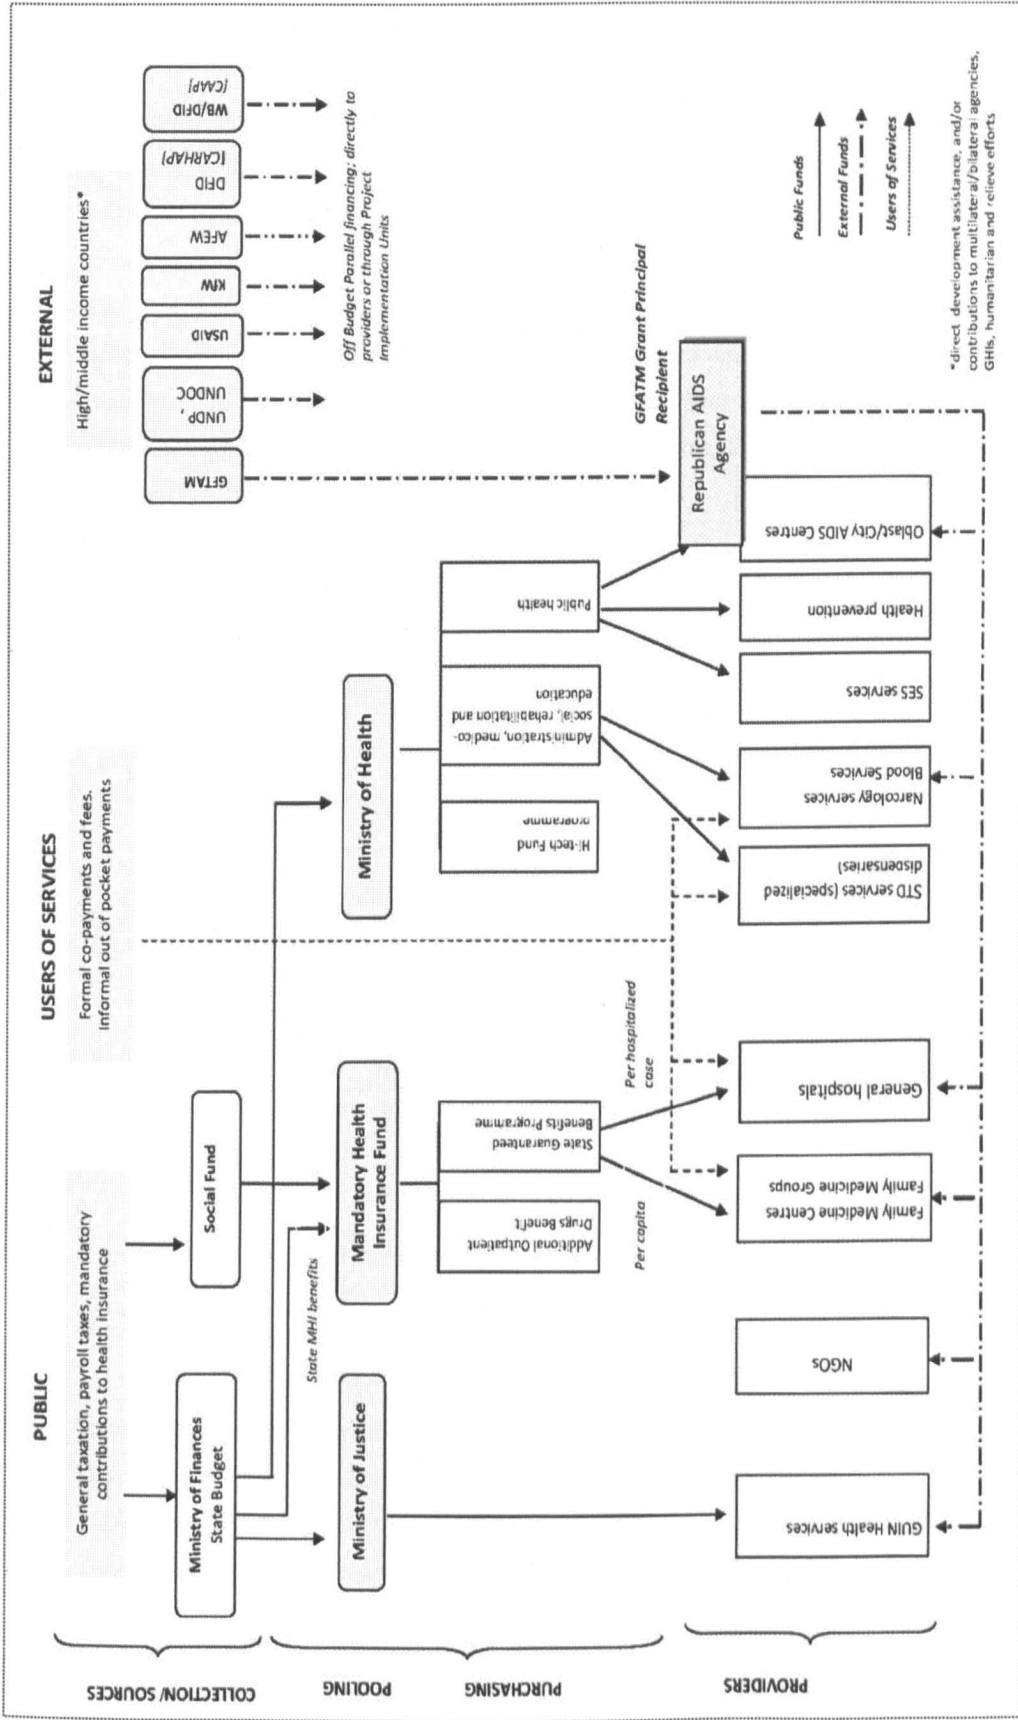 PUBLIC
USERS OF SERVICES
EXTERNAL
General taxation, payroll taxes, mandatory
contributions to health insurance
Formal co-payments and fees.
Informal out of pocket payments
High/middle income countries*
COLLECTION/ SOURCES
Ministry of Finances
State Budget
Social Fund
GFTAM
UNDP,
UNDOC
USAID
KfW
AFEW
DFID
[CARHAP]
WB/DFID
[CAAP]
Off Budget Parallel financing: directly to
providers or through Project
Implementation Units
State MHI benefits
POOLING
Ministry of Justice
Mandatory Health
Insurance Fund
Ministry of Health
PURCHASING
Additional Outpatient
Drugs Benefit
State Guaranteed
Benefits Programme
Hi-tech Fund
programme
Administration, medico-
social, rehabilitation and
education
Public health
Per capita
Per hospitalized
case
GFATM Grant Principal
Recipient
Republican AIDS
Agency
PROVIDERS
GUIN Health services
NGOs
Family Medicine Centres
Family Medicine Groups
General hospitals
STD services (specialized
dispensaries)
Narcology services
Blood Services
SES services
Health prevention
Oblast/City AIDS Centres
Public Funds
External Funds
Users of Services
*direct development assistance, and/or
contributions to multilateral/bilateral agencies,
GHIs, humanitarian and relieve efforts